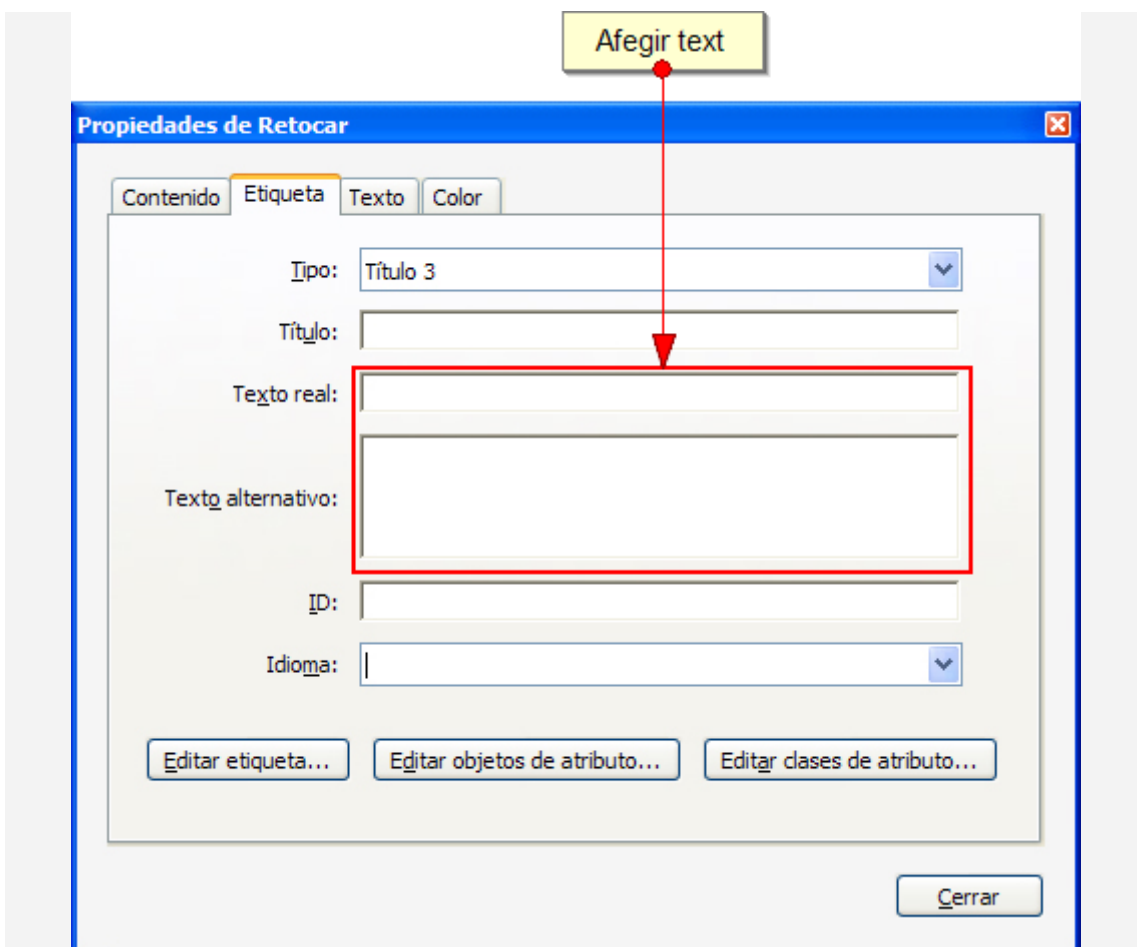 Afegir text
Propiedades de Retocar
Contenido Etiqueta Texto Color
Tipo: Título 3
Título:
Texto real:
Texto alternativo:
ID:
Idioma:
Editar etiqueta... Editar objetos de atributo... Editar clases de atributo...
Cerrar